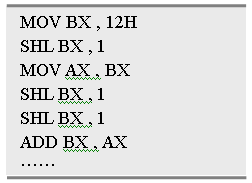 MOV BX , 12H
SHL BX , 1
MOV AX , BX
SHL BX , 1
SHL BX , 1
ADD BX , AX
……